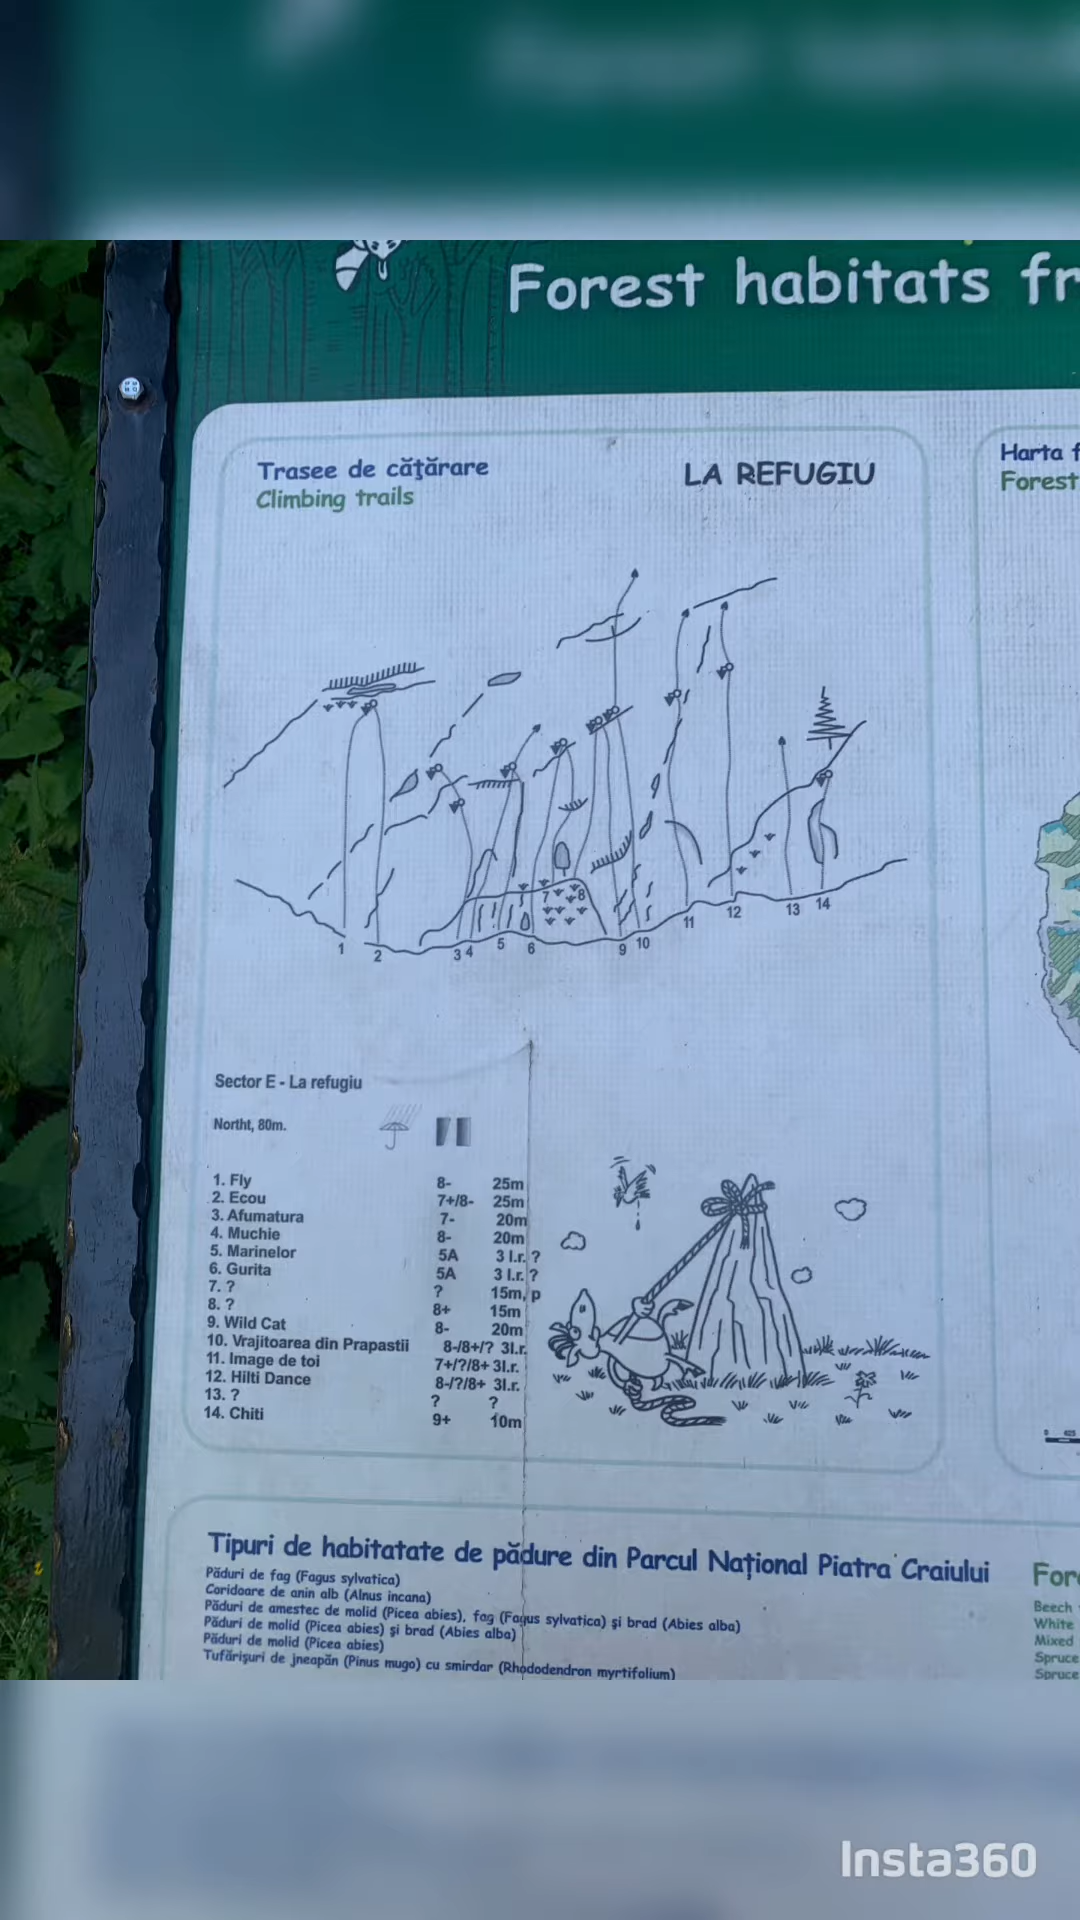 Forest habitats fr
Trasee de cățărare
Climbing trails
LA REFUGIU
Harta f
Forest
1
2
3 4
5
6
7
8
9
10
11
12
13
14
Sector E - La refugiu
Northt, 80m.
1. Fly 8- 25m
2. Ecou 7+/8- 25m
3. Afumatura 7- 20m
4. Muchie 8- 20m
5. Marinelor 5A 3 l.r. ?
6. Gurita 5A 3 l.r. ?
7. ? ? 15m, p
8. ? 8+ 15m
9. Wild Cat 8- 20m
10. Vrajitoarea din Prapastii 8-/8+/? 3l.r.
11. Image de toi 7+/?/8+ 3l.r.
12. Hilti Dance 8-/?/8+ 3l.r.
13. ? ? ?
14. Chiti 9+ 10m
0 625
Tipuri de habitatate de pădure din Parcul Național Piatra Craiului
Păduri de fag (Fagus sylvatica)
Coridoare de anin alb (Alnus incana)
Păduri de amestec de molid (Picea abies), fag (Fagus sylvatica) și brad (Abies alba)
Păduri de molid (Picea abies) și brad (Abies alba)
Păduri de molid (Picea abies)
Tufărișuri de jneapăn (Pinus mugo) cu smirdar (Rhododendron myrtifolium)
For
Beech
White
Mixed
Spruce
Spruce
Insta360